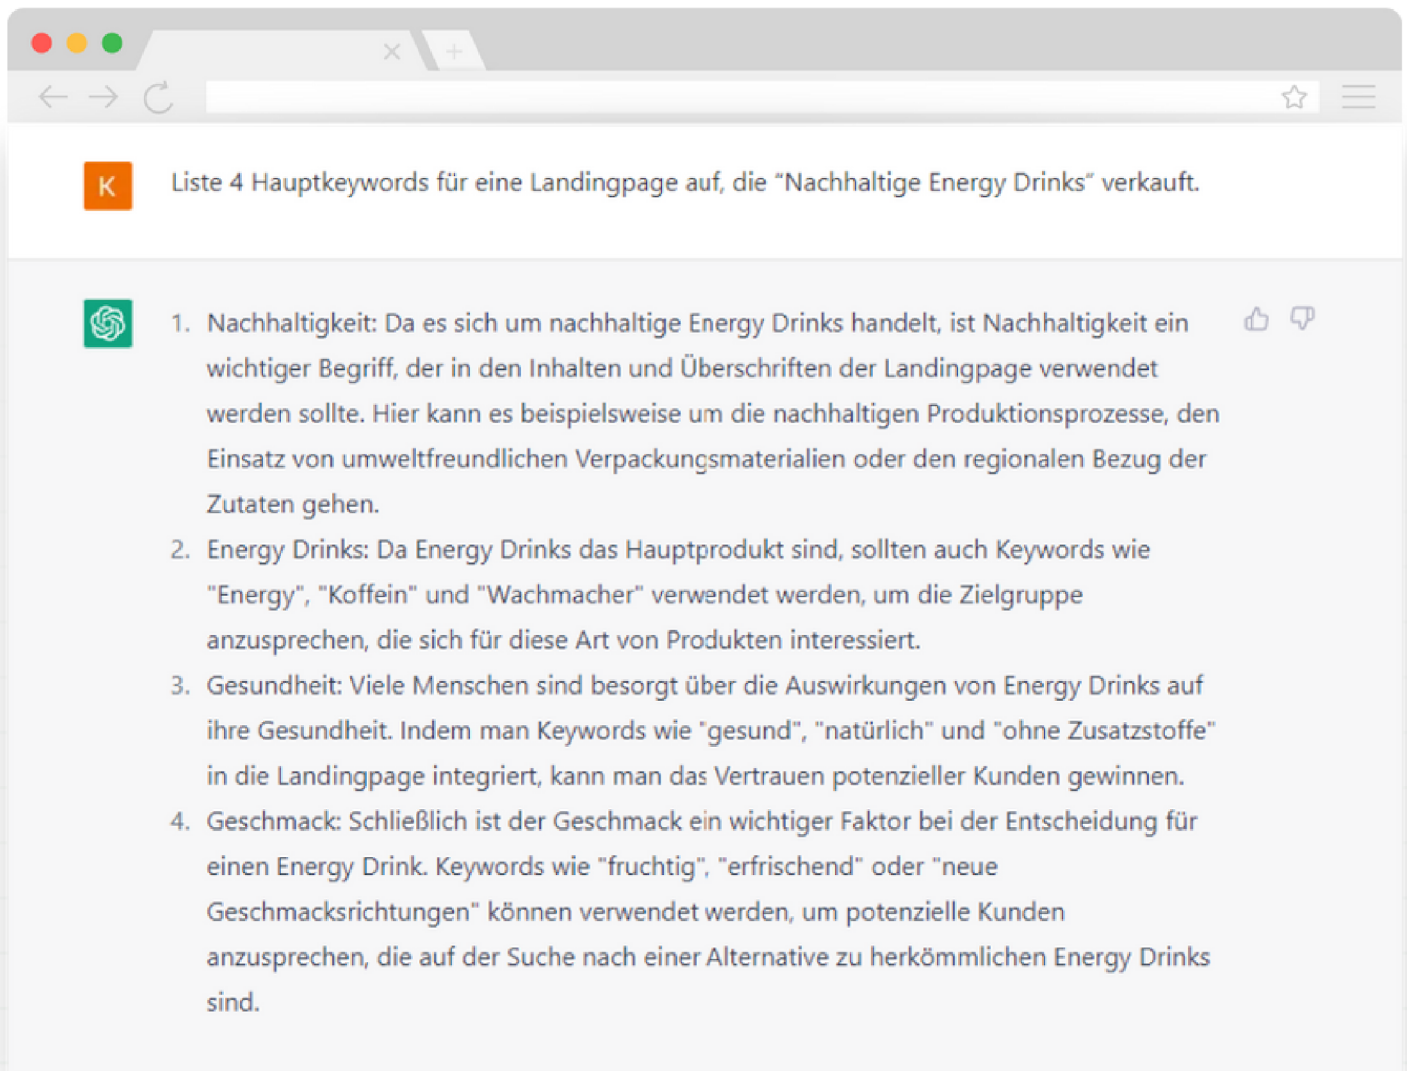 K
Liste 4 Hauptkeywords für eine Landingpage auf, die “Nachhaltige Energy Drinks” verkauft.
1. Nachhaltigkeit: Da es sich um nachhaltige Energy Drinks handelt, ist Nachhaltigkeit ein
wichtiger Begriff, der in den Inhalten und Überschriften der Landingpage verwendet
werden sollte. Hier kann es beispielsweise um die nachhaltigen Produktionsprozesse, den
Einsatz von umweltfreundlichen Verpackungsmaterialien oder den regionalen Bezug der
Zutaten gehen.
2. Energy Drinks: Da Energy Drinks das Hauptprodukt sind, sollten auch Keywords wie
"Energy", "Koffein" und "Wachmacher" verwendet werden, um die Zielgruppe
anzusprechen, die sich für diese Art von Produkten interessiert.
3. Gesundheit: Viele Menschen sind besorgt über die Auswirkungen von Energy Drinks auf
ihre Gesundheit. Indem man Keywords wie "gesund", "natürlich" und "ohne Zusatzstoffe"
in die Landingpage integriert, kann man das Vertrauen potenzieller Kunden gewinnen.
4. Geschmack: Schließlich ist der Geschmack ein wichtiger Faktor bei der Entscheidung für
einen Energy Drink. Keywords wie "fruchtig", "erfrischend" oder "neue
Geschmacksrichtungen" können verwendet werden, um potenzielle Kunden
anzusprechen, die auf der Suche nach einer Alternative zu herkömmlichen Energy Drinks
sind.